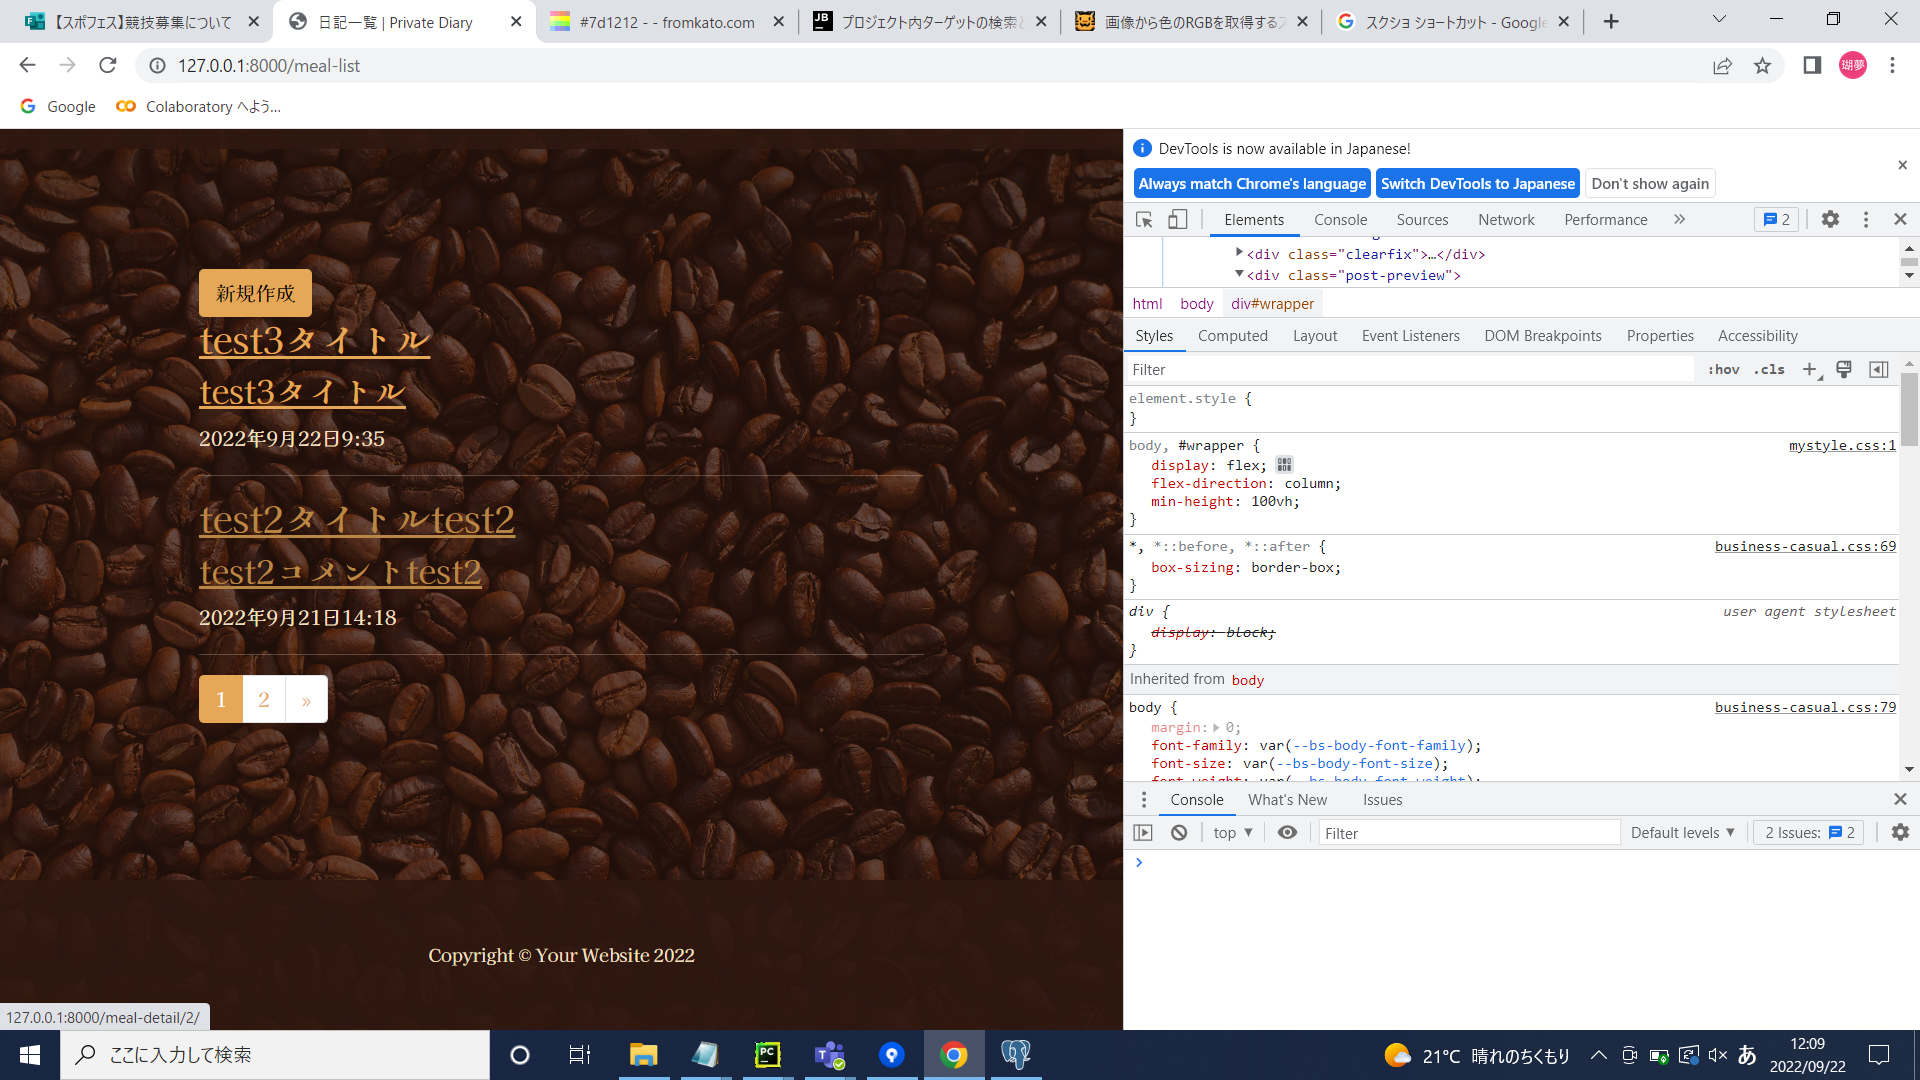 【スポフェス】競技募集について
日記一覧 | Private Diary
#7d1212 - - fromkato.com
プロジェクト内ターゲットの検索と
画像から色のRGBを取得するス
スクショ ショートカット - Google
127.0.0.1:8000/meal-list
瑚夢
Google
Colaboratory へよう...
新規作成
test3タイトル
test3タイトル
2022年9月22日9:35
test2タイトルtest2
test2コメントtest2
2022年9月21日14:18
1 2 »
Copyright © Your Website 2022
127.0.0.1:8000/meal-detail/2/
DevTools is now available in Japanese!
Always match Chrome's language
Switch DevTools to Japanese
Don't show again
Elements Console Sources Network Performance » 2
<div class="clearfix">…</div>
<div class="post-preview">
html body div#wrapper
Styles Computed Layout Event Listeners DOM Breakpoints Properties Accessibility
Filter :hov .cls +
element.style {
}
body, #wrapper { mystyle.css:1
display: flex;
flex-direction: column;
min-height: 100vh;
}
*, *::before, *::after { business-casual.css:69
box-sizing: border-box;
}
div { user agent stylesheet
display: block;
}
Inherited from body
body { business-casual.css:79
margin: 0;
font-family: var(--bs-body-font-family);
font-size: var(--bs-body-font-size);
font-weight: var(--bs-body-font-weight);
Console What's New Issues
top ▼ Filter Default levels ▼ 2 Issues: 2
>
ここに入力して検索
PC
21°C 晴れのちくもり
あ
12:09
2022/09/22